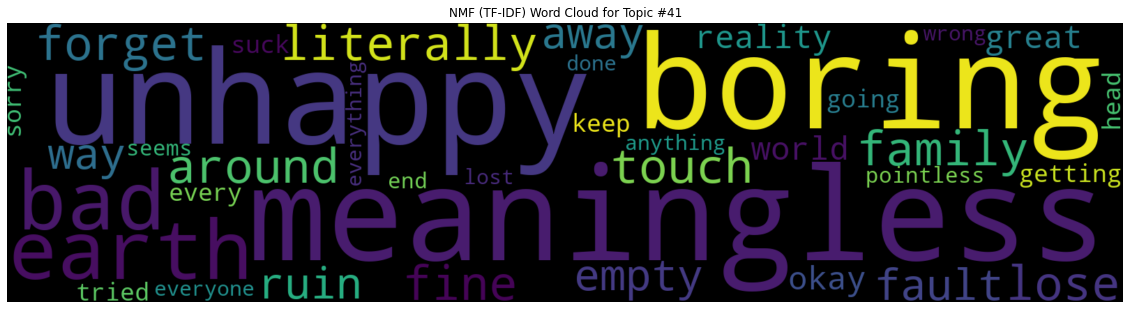 NMF (TF-IDF) Word Cloud for Topic #41
forget suck literally away reality wrong great
done
unhappy boring
sorry everything going head
keep
way seems around anything touch world family
every end lost pointless getting
bad meaningless
earth
tried everyone ruin fine empty okay fault lose